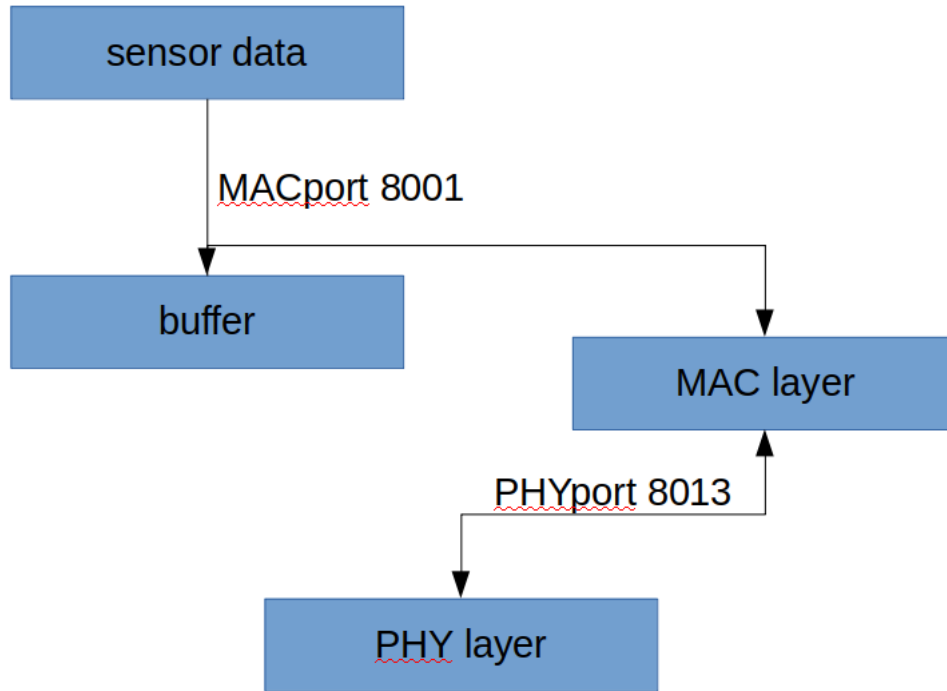 sensor data
MACport 8001
buffer
MAC layer
PHYport 8013
PHY layer